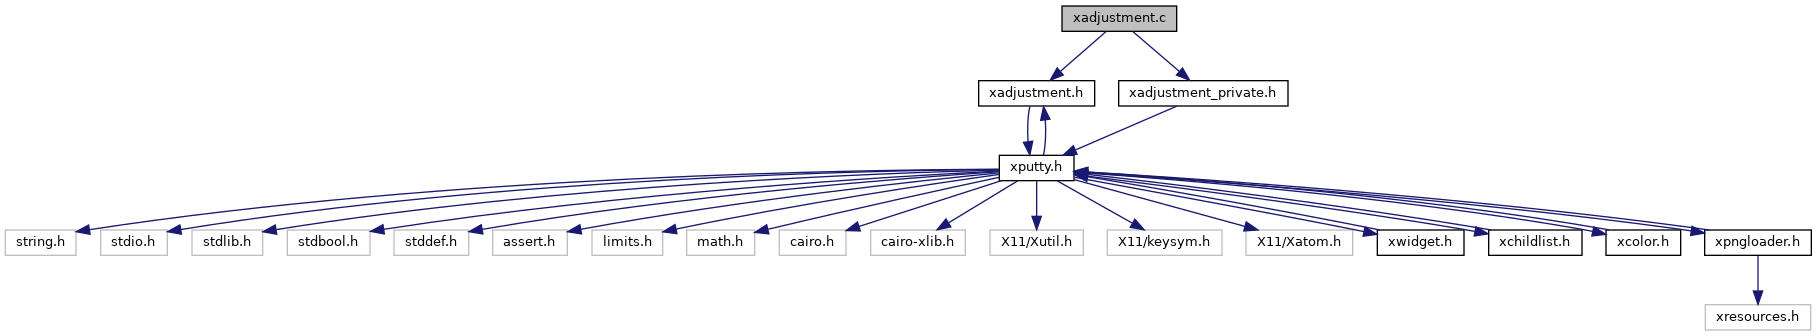 xadjustment.c
xadjustment.h
xadjustment_private.h
xputty.h
string.h
stdio.h
stdlib.h
stdbool.h
stddef.h
assert.h
limits.h
math.h
cairo.h
cairo-xlib.h
X11/Xutil.h
X11/keysym.h
X11/Xatom.h
xwidget.h
xchildlist.h
xcolor.h
xpngloader.h
xresources.h